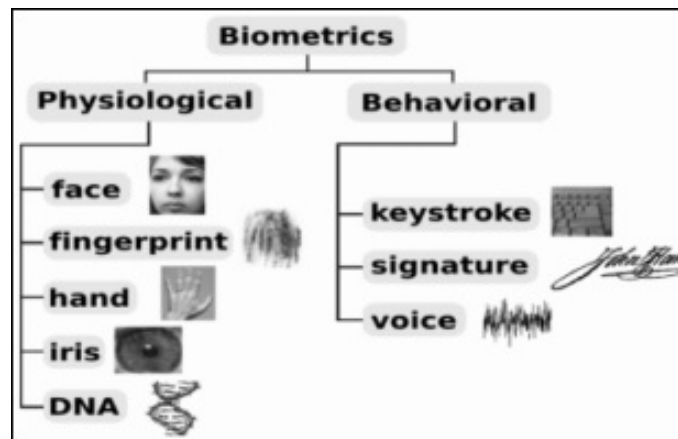 Biometrics
Physiological
Behavioral
face
fingerprint
hand
iris
DNA
keystroke
signature
voice